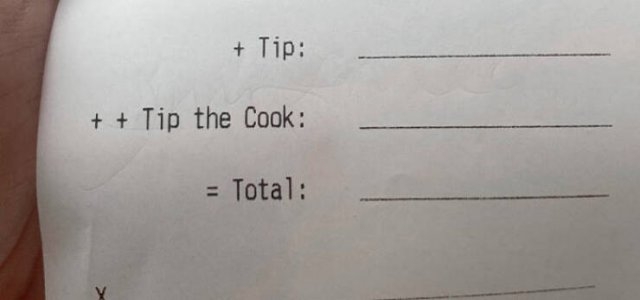 + Tip:
+ + Tip the Cook:
= Total:
X